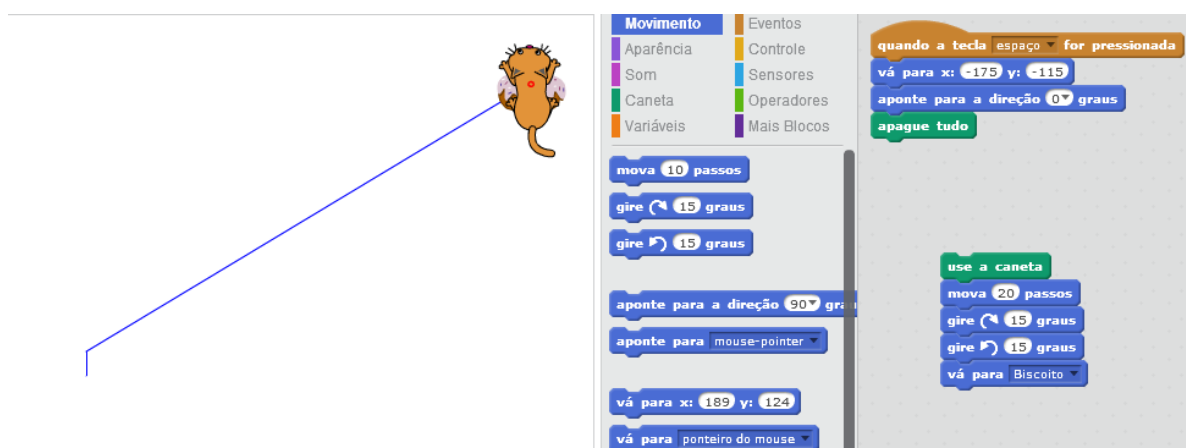 Movimento
Eventos
Aparência
Controle
Som
Sensores
Caneta
Operadores
Variáveis
Mais Blocos
mova 10 passos
gire 15 graus
gire 15 graus
aponte para a direção 90 gra
aponte para mouse-pointer
vá para x: 189 y: 124
vá para ponteiro do mouse
quando a tecla espaço for pressionada
vá para x: -175 y: -115
aponte para a direção 0 graus
apague tudo
use a caneta
mova 20 passos
gire 15 graus
gire 15 graus
vá para Biscoito